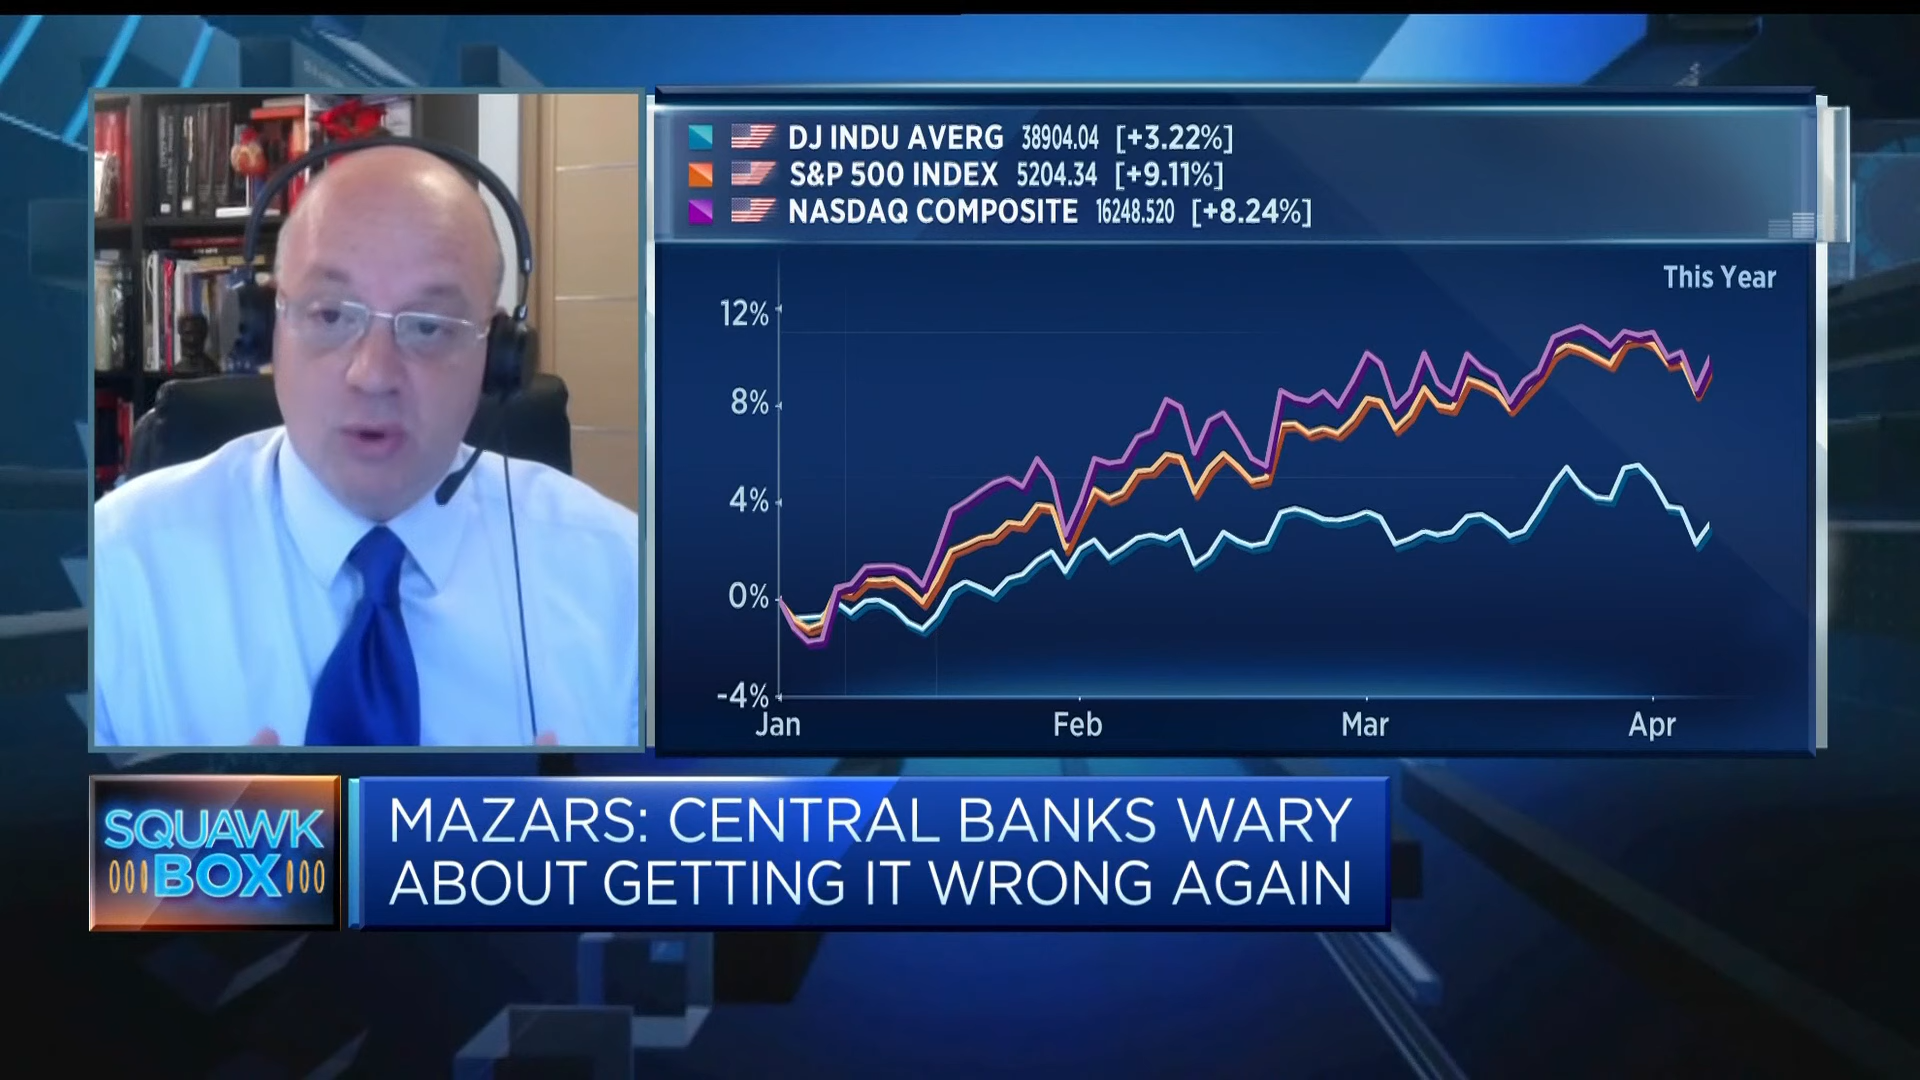 DJ INDU AVERG 38904.04 [+3.22%]
S&P 500 INDEX 5204.34 [+9.11%]
NASDAQ COMPOSITE 16248.520 [+8.24%]
This Year
12%
8%
4%
0%
-4%
Jan Feb Mar Apr
SQUAWK
BOX
MAZARS: CENTRAL BANKS WARY
ABOUT GETTING IT WRONG AGAIN